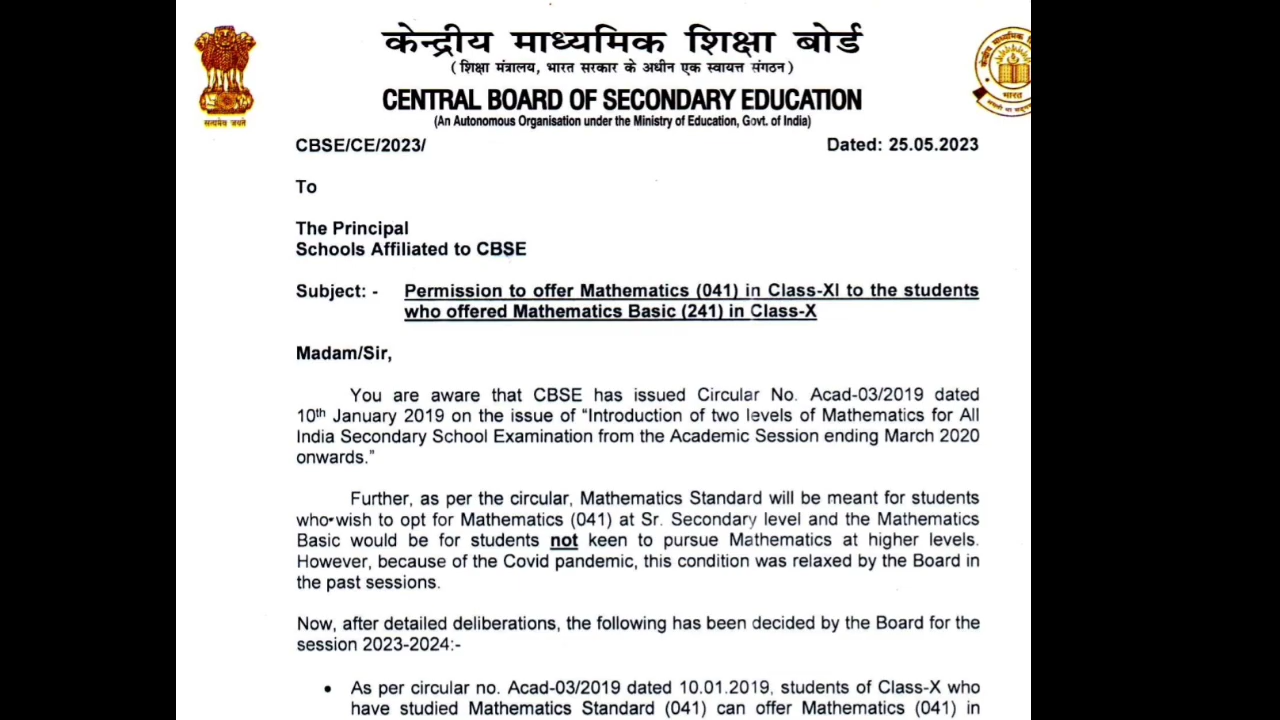 केन्द्रीय माध्यमिक शिक्षा बोर्ड
(शिक्षा मंत्रालय, भारत सरकार के अधीन एक स्वायत्त संगठन)
CENTRAL BOARD OF SECONDARY EDUCATION
(An Autonomous Organisation under the Ministry of Education, Govt. of India)
सत्यमेव जयते
भारत
CBSE/CE/2023/ Dated: 25.05.2023
To
The Principal
Schools Affiliated to CBSE
Subject: - Permission to offer Mathematics (041) in Class-XI to the students
who offered Mathematics Basic (241) in Class-X
Madam/Sir,
You are aware that CBSE has issued Circular No. Acad-03/2019 dated
10th January 2019 on the issue of “Introduction of two levels of Mathematics for All
India Secondary School Examination from the Academic Session ending March 2020
onwards.”
Further, as per the circular, Mathematics Standard will be meant for students
who wish to opt for Mathematics (041) at Sr. Secondary level and the Mathematics
Basic would be for students not keen to pursue Mathematics at higher levels.
However, because of the Covid pandemic, this condition was relaxed by the Board in
the past sessions.
Now, after detailed deliberations, the following has been decided by the Board for the
session 2023-2024:-
• As per circular no. Acad-03/2019 dated 10.01.2019, students of Class-X who
have studied Mathematics Standard (041) can offer Mathematics (041) in